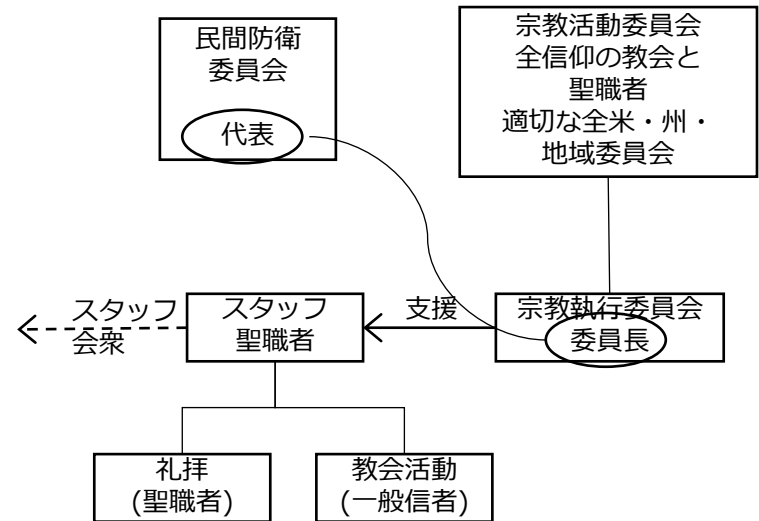 民間防衛
委員会
代表
宗教活動委員会
全信仰の教会と
聖職者
適切な全米・州・
地域委員会
スタッフ
会衆
スタッフ
聖職者
支援
宗教執行委員会
委員長
礼拝
(聖職者)
教会活動
(一般信者)